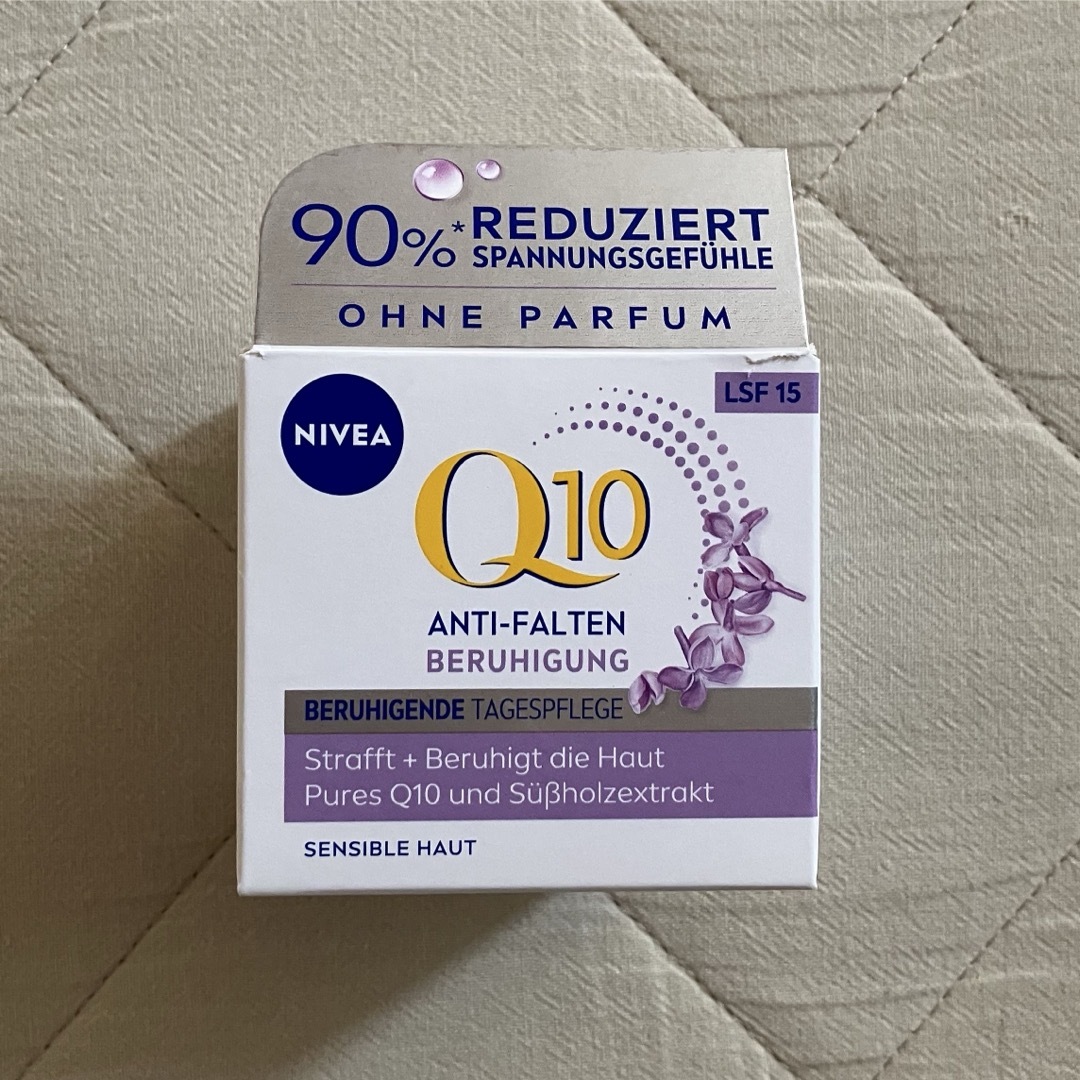 90%* REDUZIERT
SPANNUNGSGEFÜHLE
OHNE PARFUM
LSF 15
NIVEA
Q10
ANTI-FALTEN
BERUHIGUNG
BERUHIGENDE TAGESPFLEGE
Strafft + Beruhigt die Haut
Pures Q10 und Süßholzextrakt
SENSIBLE HAUT